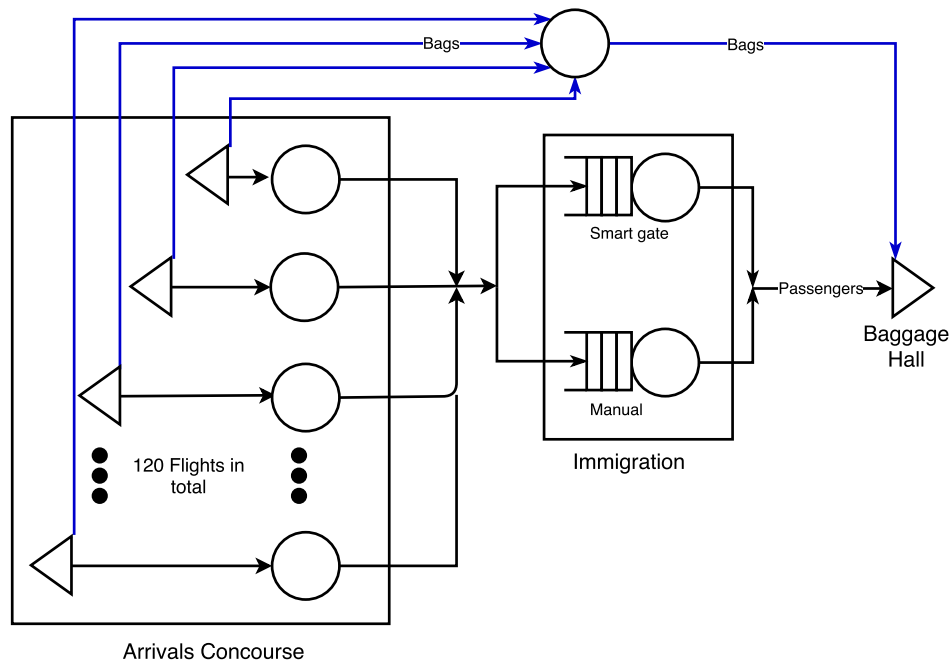 Bags
Bags
Smart gate
Passengers
Baggage
Hall
Manual
120 Flights in
total
Immigration
Arrivals Concourse